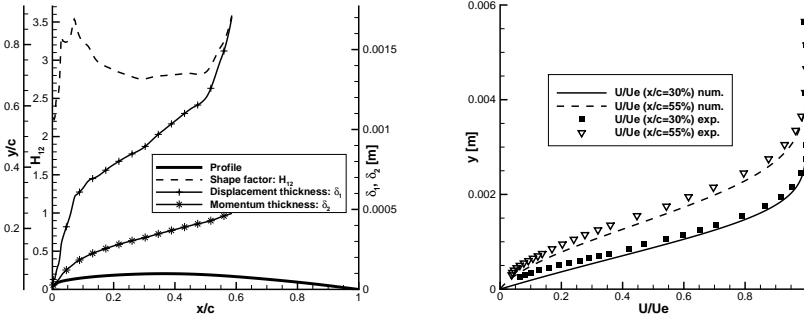 y/c
0.8
0.6
0.4
0.2
0
H12
3.5
3
2.5
2
1.5
1
0.5
0
0 0.2 0.4 0.6 0.8 1
x/c
Profile
Shape factor: H12
Displacement thickness: δ1
Momentum thickness: δ2
0.0015
0.001
0.0005
0
δ1, δ2 [m]
y [m]
0.006
0.004
0.002
0
0.2 0.4 0.6 0.8
U/Ue
U/Ue (x/c=30%) num.
U/Ue (x/c=55%) num.
U/Ue (x/c=30%) exp.
U/Ue (x/c=55%) exp.